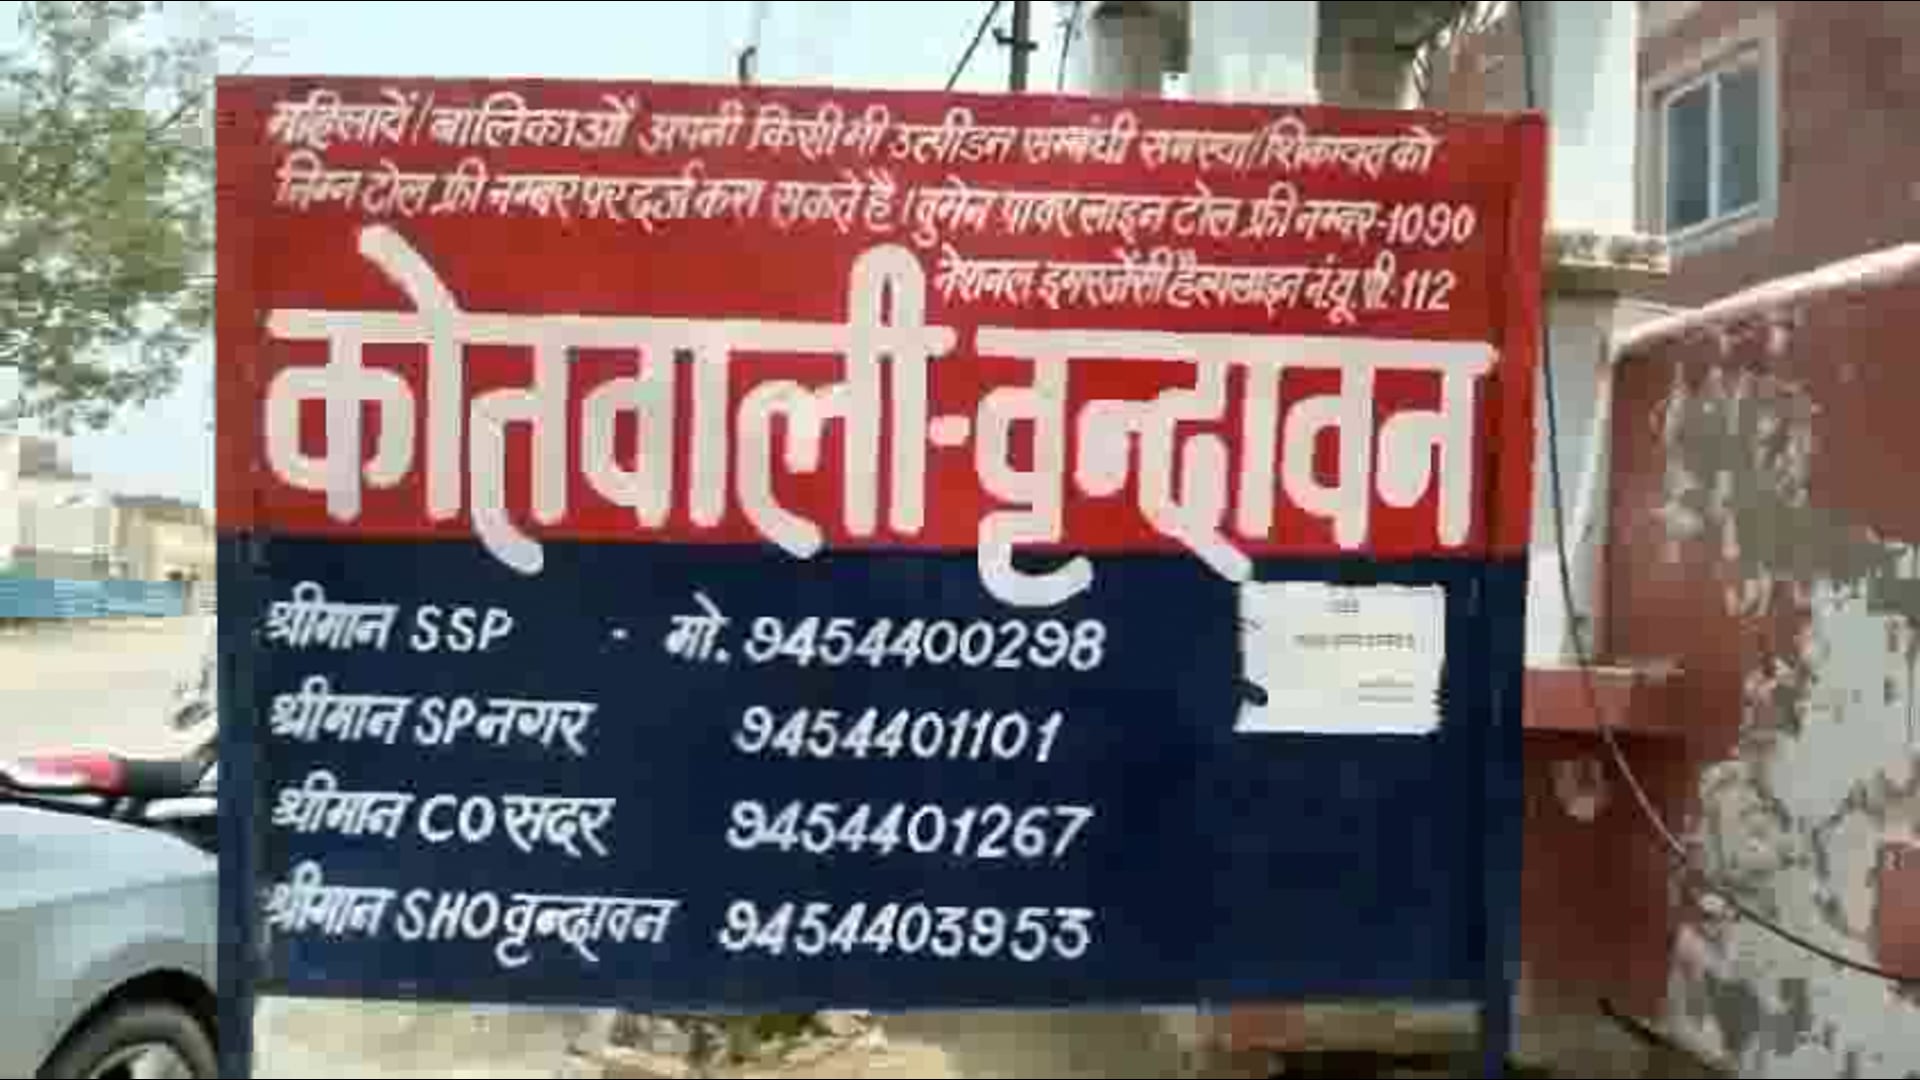 महिलायें/बालिकाओं अपनी किसी भी उत्पीडन सम्बंधी समस्या/शिकायत को
निम्न टोल फ्री नम्बर पर दर्ज करा सकते है। वुमेन पावर लाइन टोल फ्री नम्बर-1090
नेशनल इमरजेंसी हैल्पलाइन नं.यू.पी.-112
कोतवाली-वृन्दावन
श्रीमान SSP - मो. 9454400298
श्रीमान SP नगर 9454401101
श्रीमान CO सदर 9454401267
श्रीमान SHO वृन्दावन 9454403953